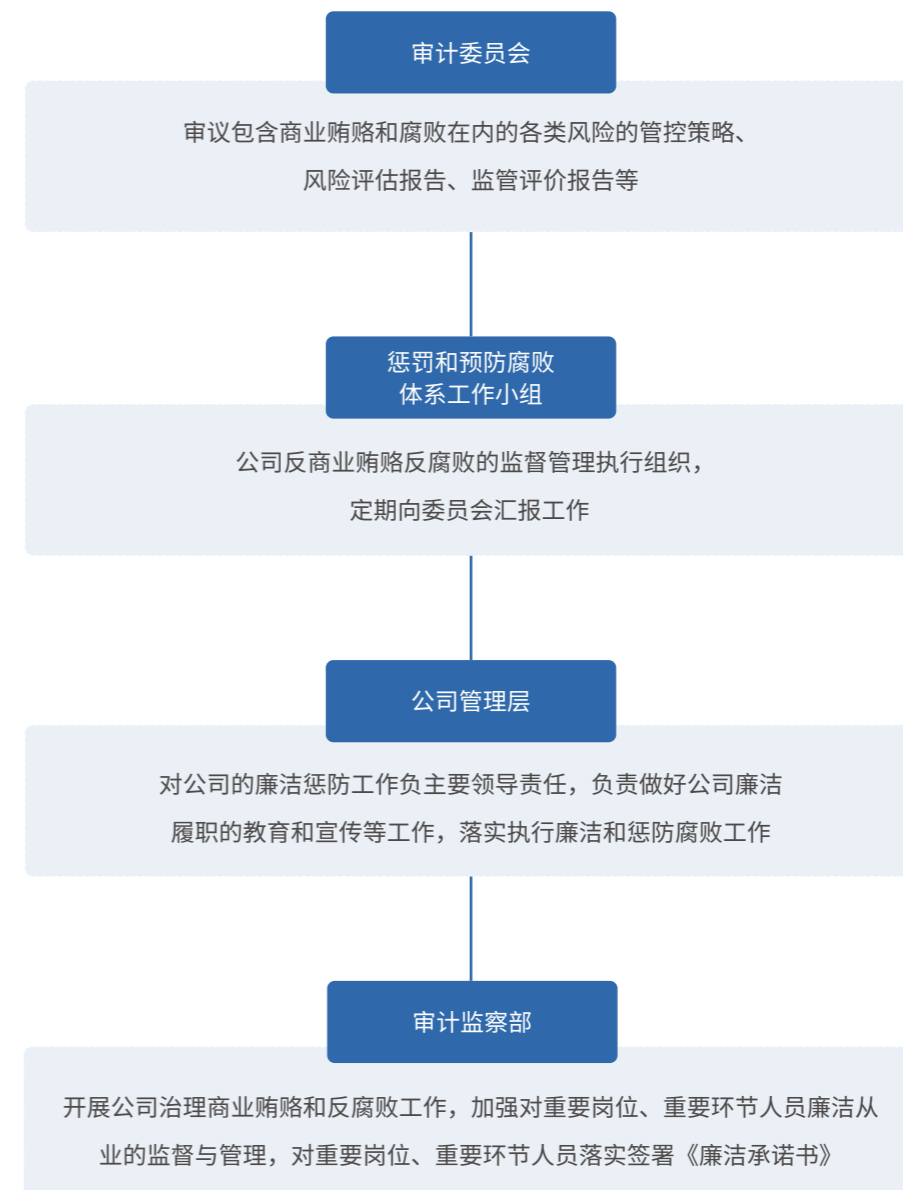 审计委员会
审议包含商业贿赂和腐败在内的各类风险的管控策略、
风险评估报告、监管评价报告等
惩罚和预防腐败
体系工作小组
公司反商业贿赂反腐败的监督管理执行组织，
定期向委员会汇报工作
公司管理层
对公司的廉洁惩防工作负主要领导责任，负责做好公司廉洁
履职的教育和宣传等工作，落实执行廉洁和惩防腐败工作
审计监察部
开展公司治理商业贿赂和反腐败工作，加强对重要岗位、重要环节人员廉洁从
业的监督与管理，对重要岗位、重要环节人员落实签署《廉洁承诺书》